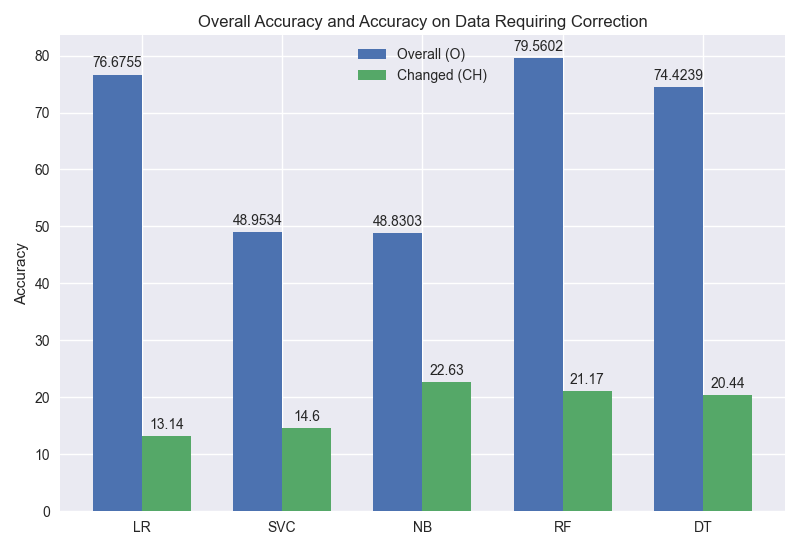 Overall Accuracy and Accuracy on Data Requiring Correction
Overall (O)
Changed (CH)
Accuracy
80
70
60
50
40
30
20
10
0
76.6755
13.14
48.9534
14.6
48.8303
22.63
79.5602
21.17
74.4239
20.44
LR
SVC
NB
RF
DT